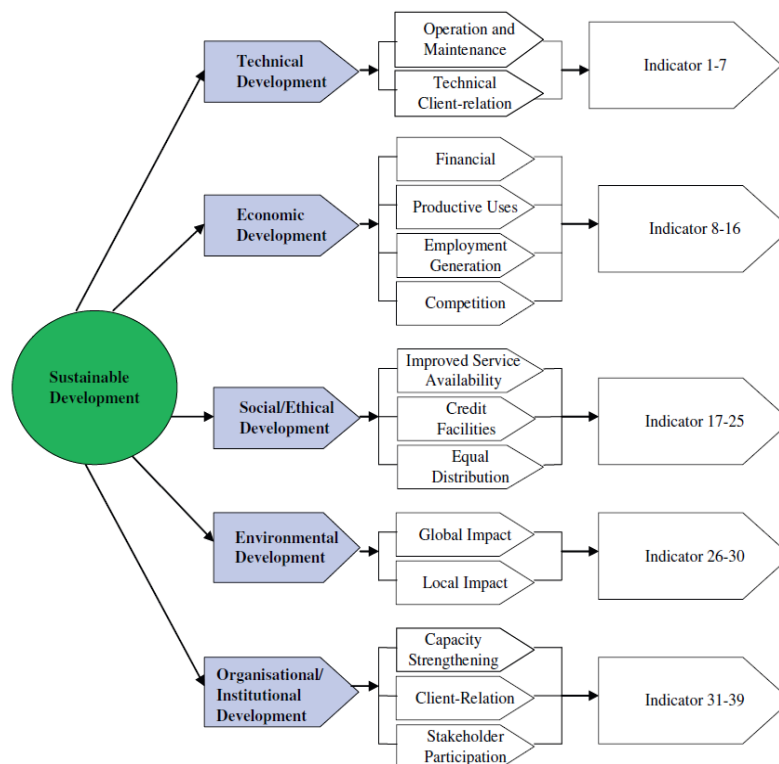 Sustainable
Development
Technical
Development
Operation and
Maintenance
Technical
Client-relation
Indicator 1-7
Economic
Development
Financial
Productive Uses
Employment
Generation
Competition
Indicator 8-16
Social/Ethical
Development
Improved Service
Availability
Credit
Facilities
Equal
Distribution
Indicator 17-25
Environmental
Development
Global Impact
Local Impact
Indicator 26-30
Organisational/
Institutional
Development
Capacity
Strengthening
Client-Relation
Stakeholder
Participation
Indicator 31-39